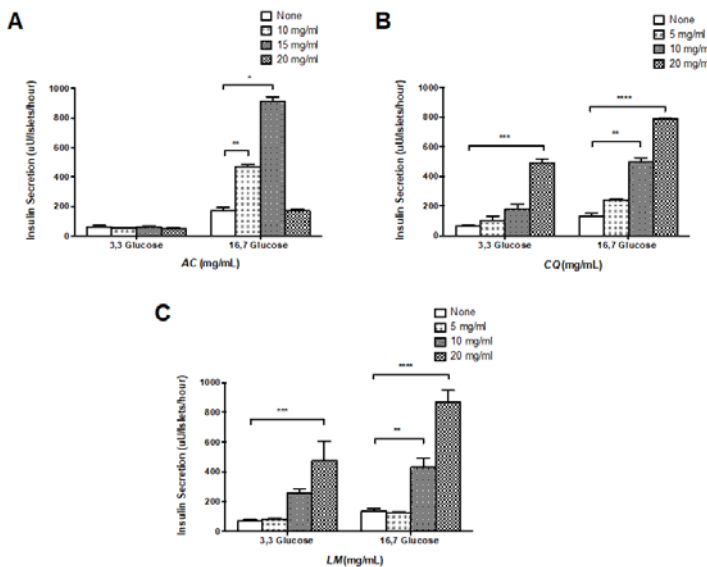 A
None
10 mg/ml
15 mg/ml
20 mg/ml
Insulin Secretion (uU/Islets/hour)
1000
800
600
400
200
0
*
**
3,3 Glucose
16,7 Glucose
AC (mg/mL)
B
None
5 mg/ml
10 mg/m
20 mg/m
Insulin Secretion (uU/Islets/hour)
1000
800
600
400
200
0
***
****
**
3,3 Glucose
16,7 Glucose
CQ(mg/mL)
C
None
5 mg/ml
10 mg/ml
20 mg/ml
Insulin Secretion (uU/Islets/hour)
1000
800
600
400
200
0
***
****
**
3,3 Glucose
16,7 Glucose
LM(mg/mL)